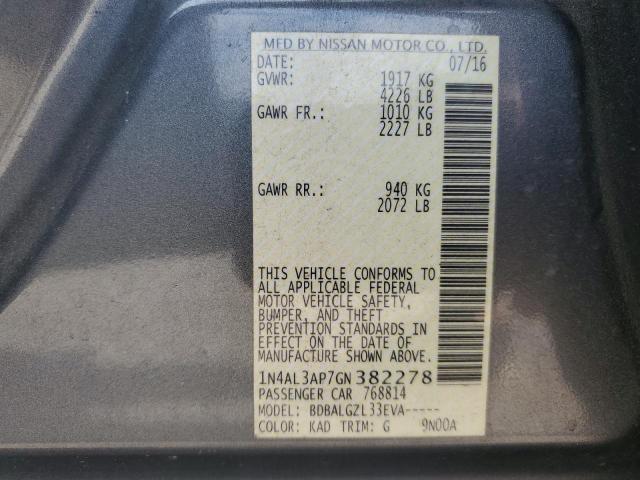 MFD BY NISSAN MOTOR CO., LTD.
DATE: 07/16
GVWR: 1917 KG
4226 LB
GAWR FR.: 1010 KG
2227 LB
GAWR RR.: 940 KG
2072 LB
THIS VEHICLE CONFORMS TO
ALL APPLICABLE FEDERAL
MOTOR VEHICLE SAFETY,
BUMPER, AND THEFT
PREVENTION STANDARDS IN
EFFECT ON THE DATE OF
MANUFACTURE SHOWN ABOVE.
1N4AL3AP7GN382278
PASSENGER CAR 768814
MODEL: BDBALGZL33EVA-----
COLOR: KAD TRIM: G 9N00A